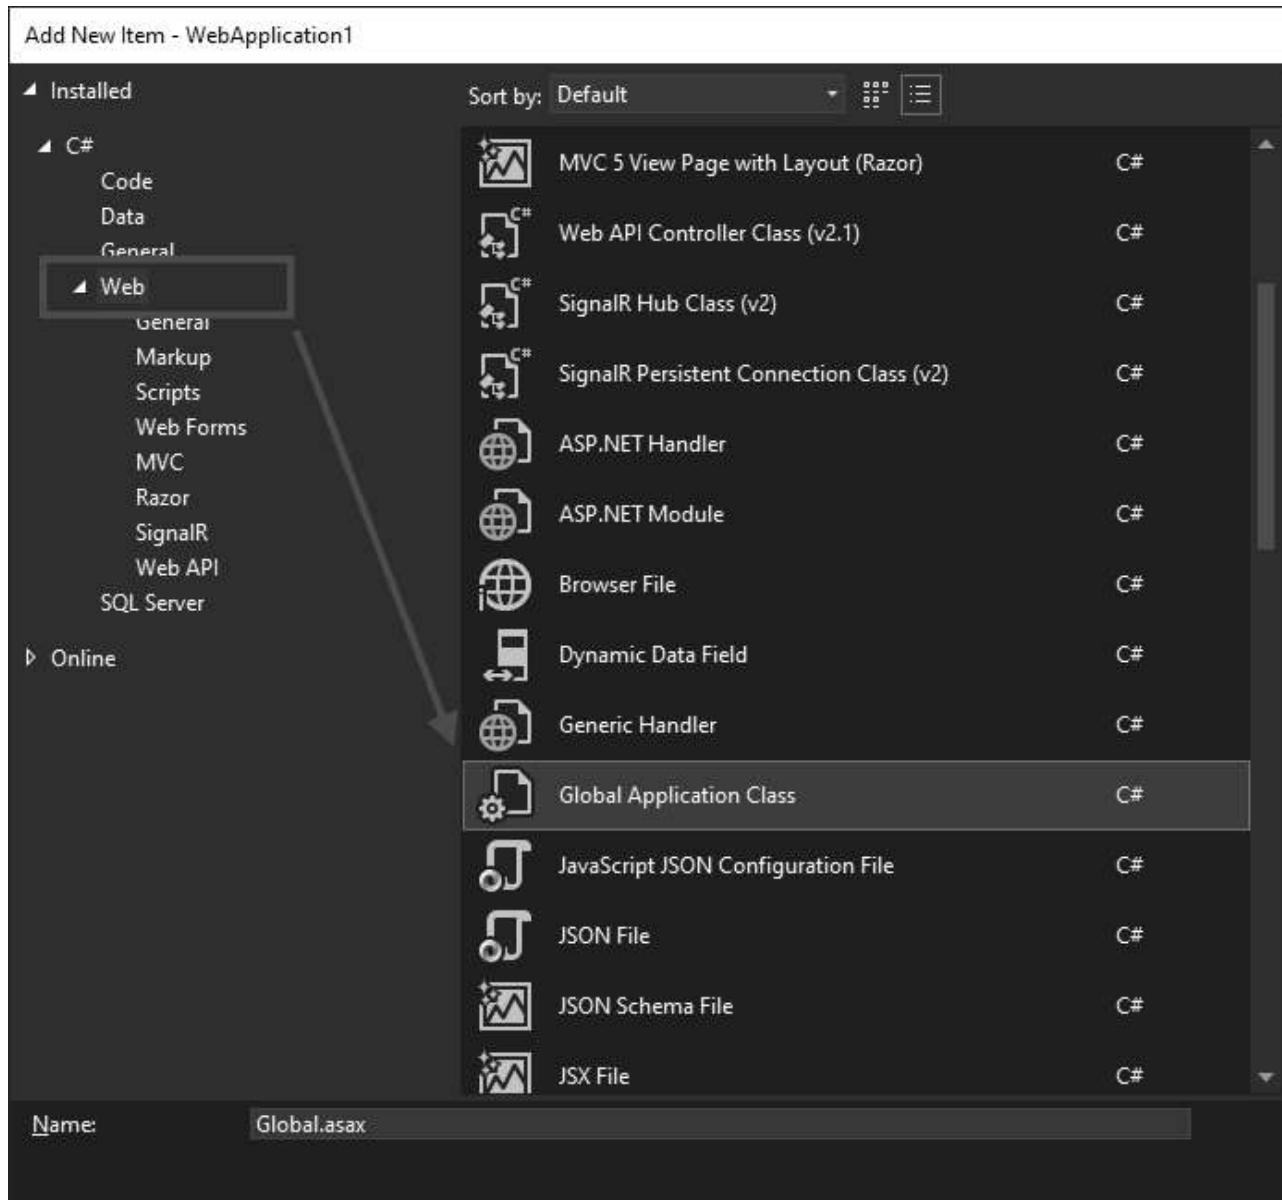 Add New Item - WebApplication1
Installed
C#
Code
Data
General
Web
General
Markup
Scripts
Web Forms
MVC
Razor
SignalR
Web API
SQL Server
Online
Sort by: Default
MVC 5 View Page with Layout (Razor) C#
Web API Controller Class (v2.1) C#
SignalR Hub Class (v2) C#
SignalR Persistent Connection Class (v2) C#
ASP.NET Handler C#
ASP.NET Module C#
Browser File C#
Dynamic Data Field C#
Generic Handler C#
Global Application Class C#
JavaScript JSON Configuration File C#
JSON File C#
JSON Schema File C#
JSX File C#
Name: Global.asax